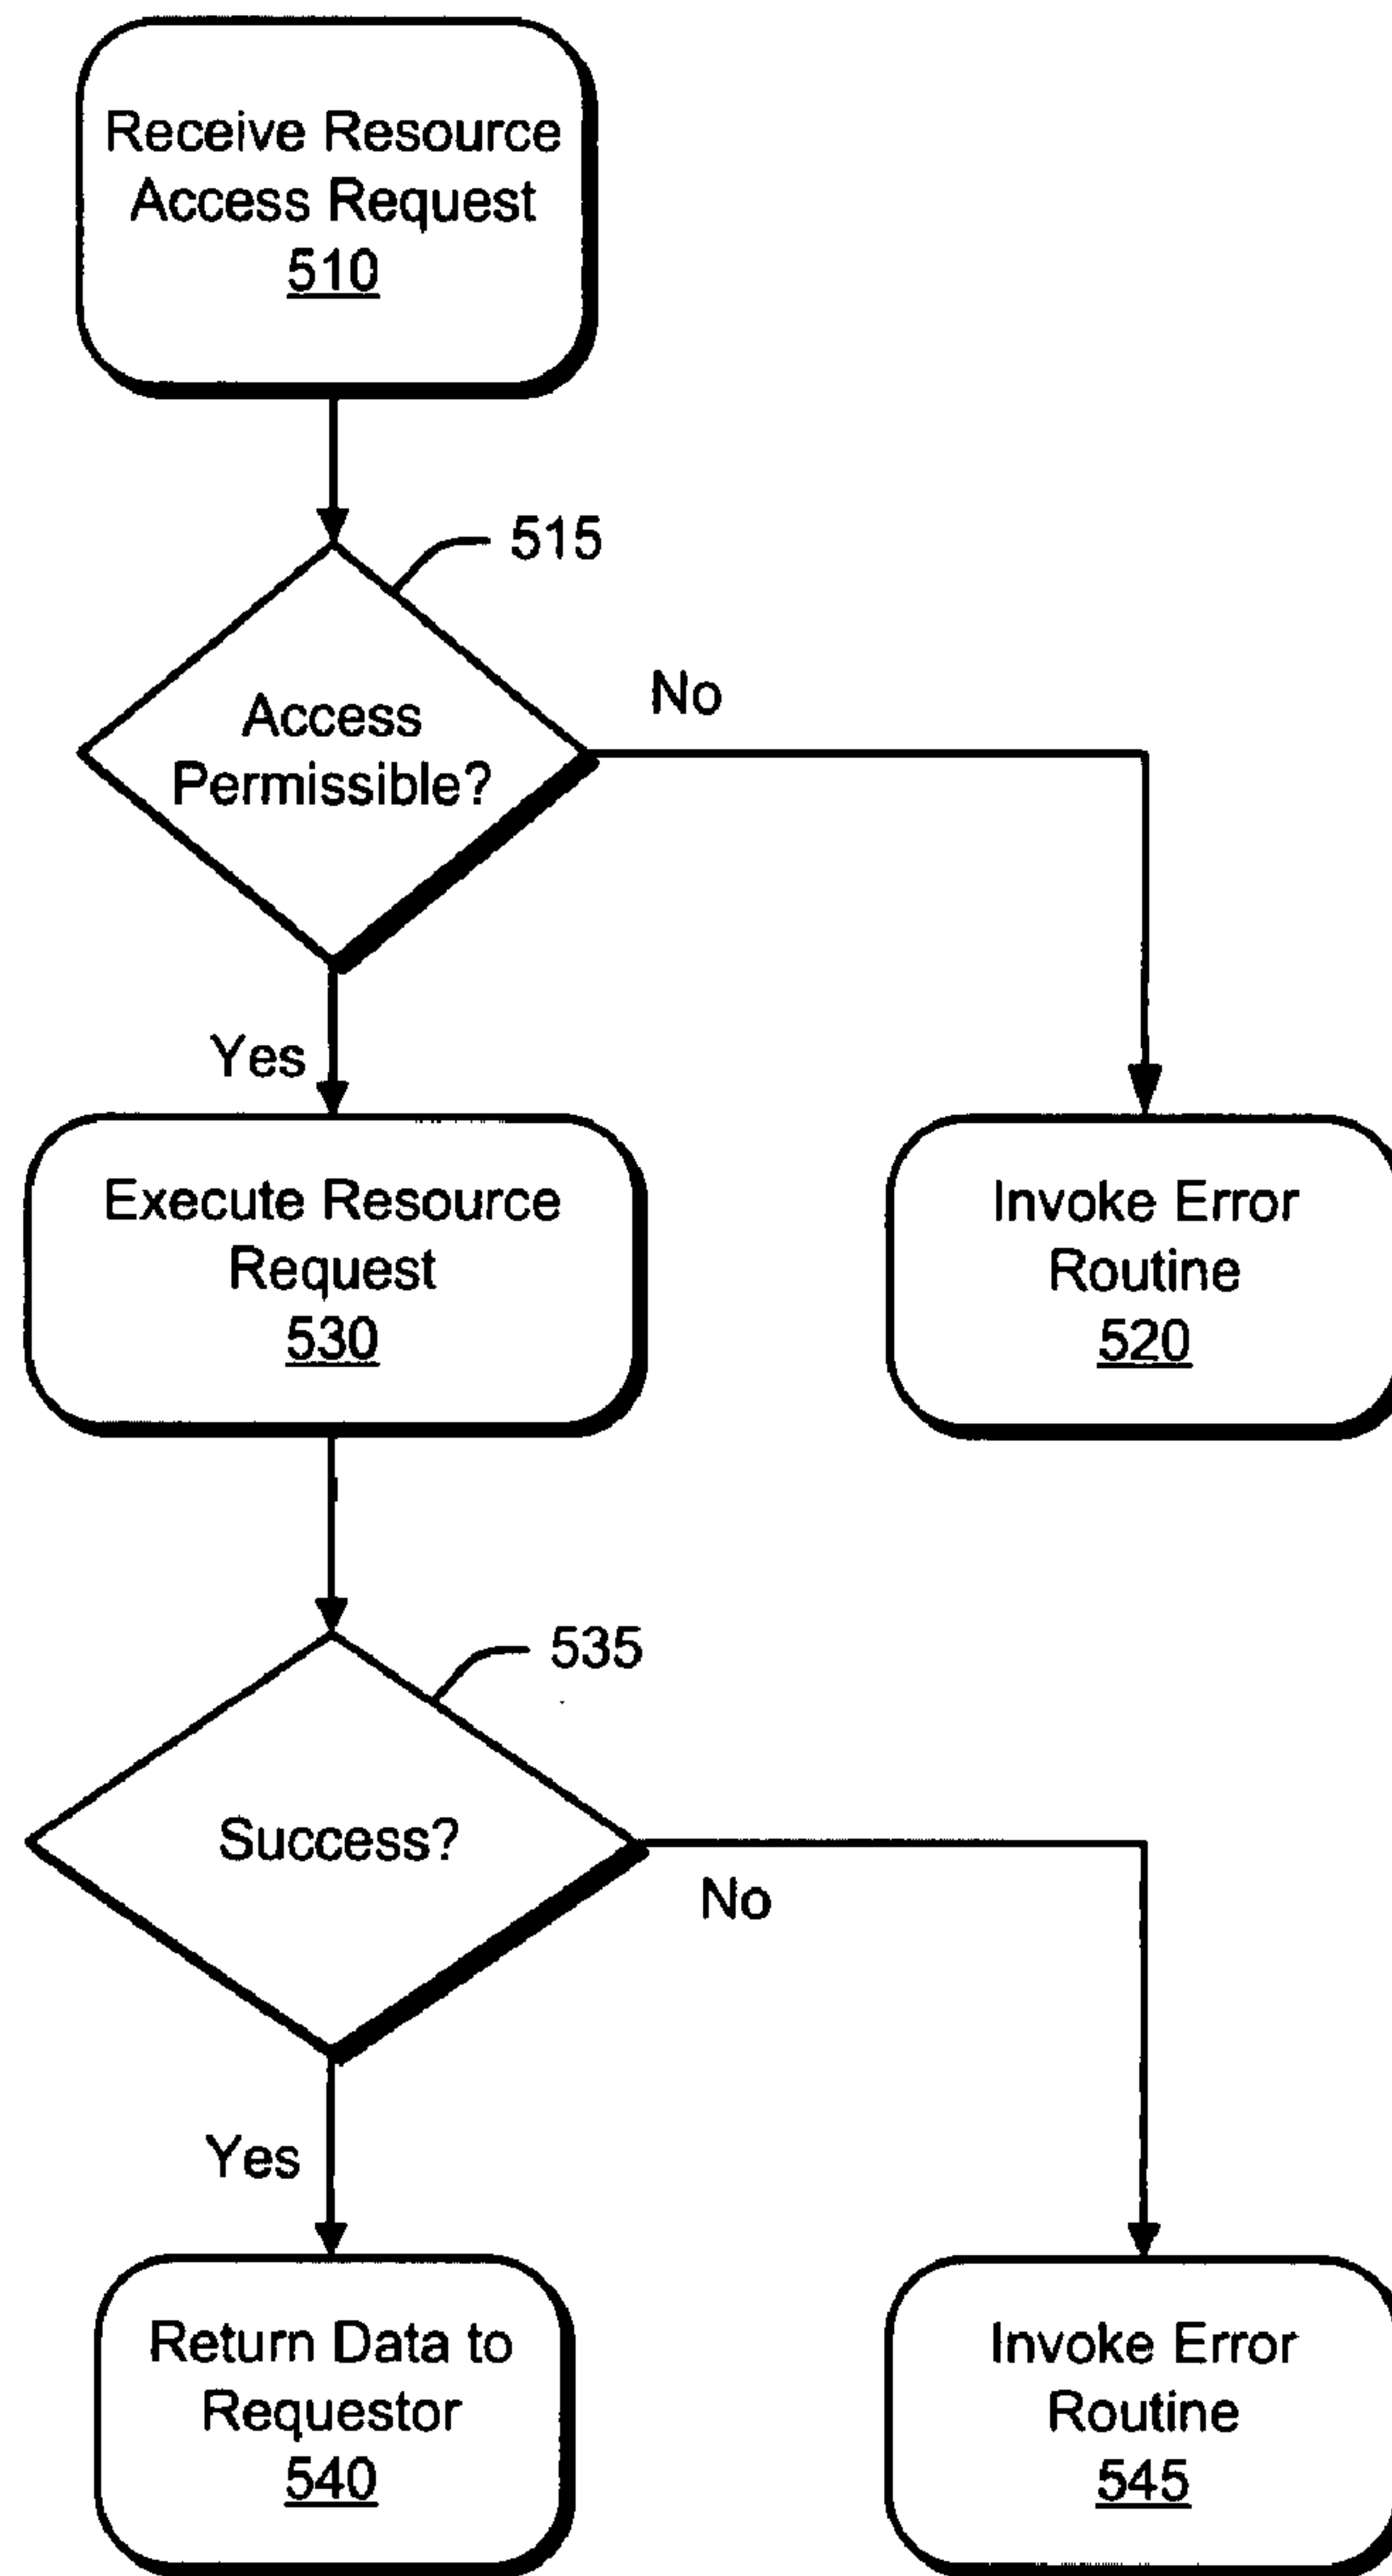 Receive Resource
Access Request
510
515
Access
Permissible?
No
Yes
Execute Resource
Request
530
Invoke Error
Routine
520
535
Success?
No
Yes
Return Data to
Requestor
540
Invoke Error
Routine
545